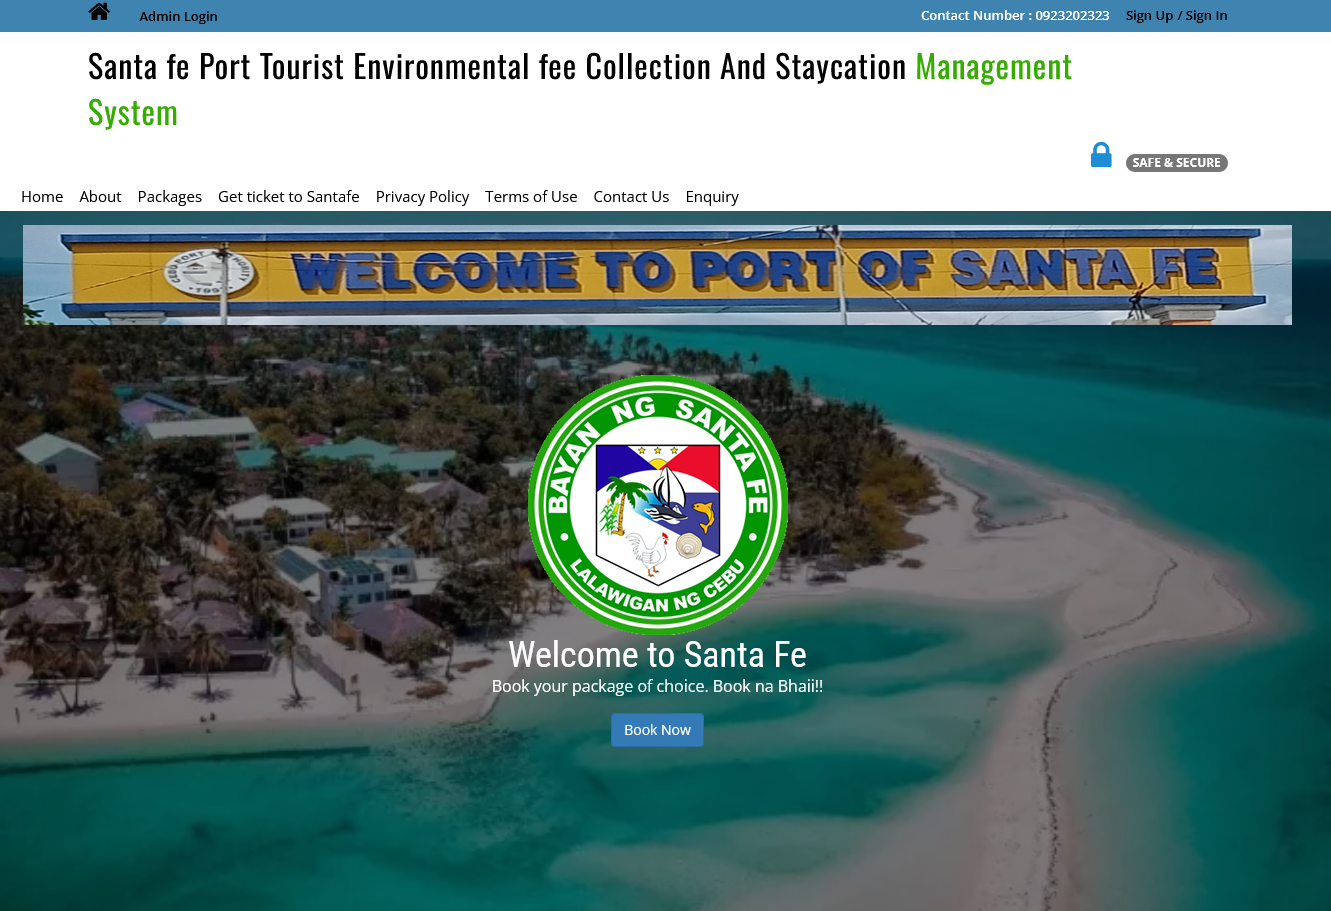 Admin Login
Contact Number : 0923202323 Sign Up / Sign In
Santa fe Port Tourist Environmental fee Collection And Staycation Management
System
SAFE & SECURE
Home About Packages Get ticket to Santafe Privacy Policy Terms of Use Contact Us Enquiry
WELCOME TO PORT OF SANTA FE
BAYAN NG SANTA FE
LALAWIGAN NG CEBU
Welcome to Santa Fe
Book your package of choice. Book na Bhaii!!
Book Now